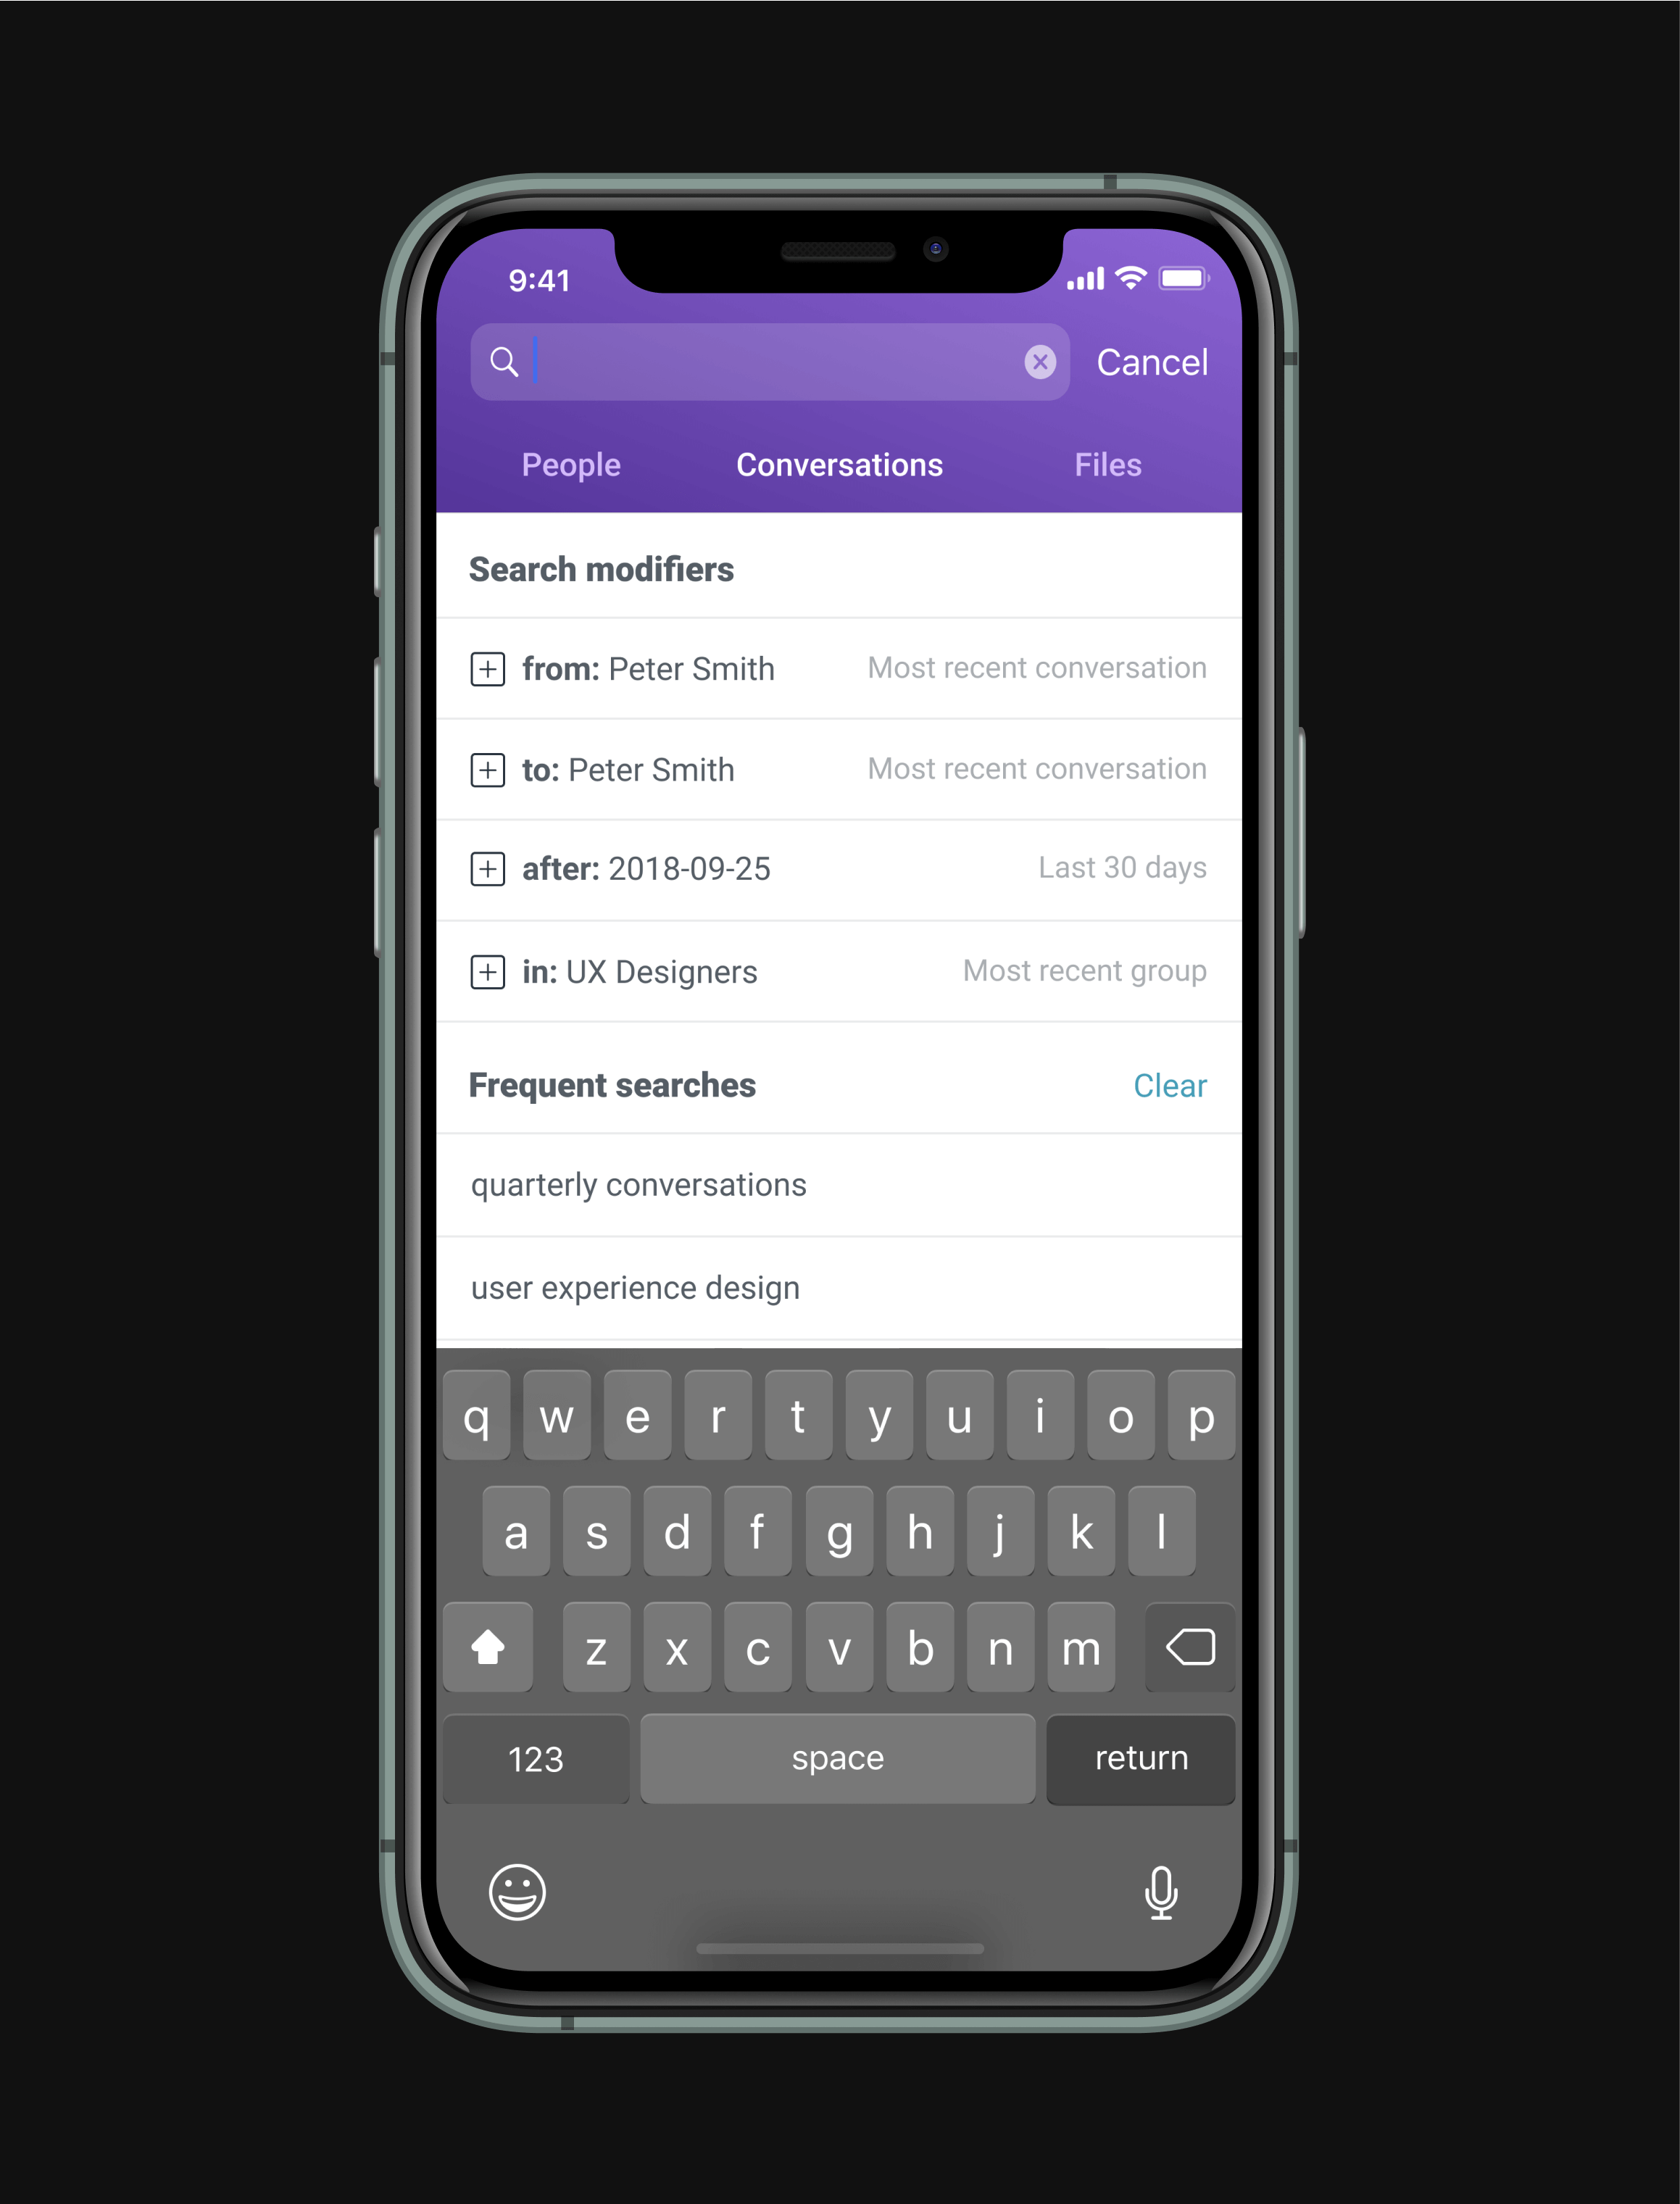 9:41
Cancel
People Conversations Files
Search modifiers
from: Peter Smith Most recent conversation
to: Peter Smith Most recent conversation
after: 2018-09-25 Last 30 days
in: UX Designers Most recent group
Frequent searches Clear
quarterly conversations
user experience design
q w e r t y u i o p
a s d f g h j k l
z x c v b n m
123 space return